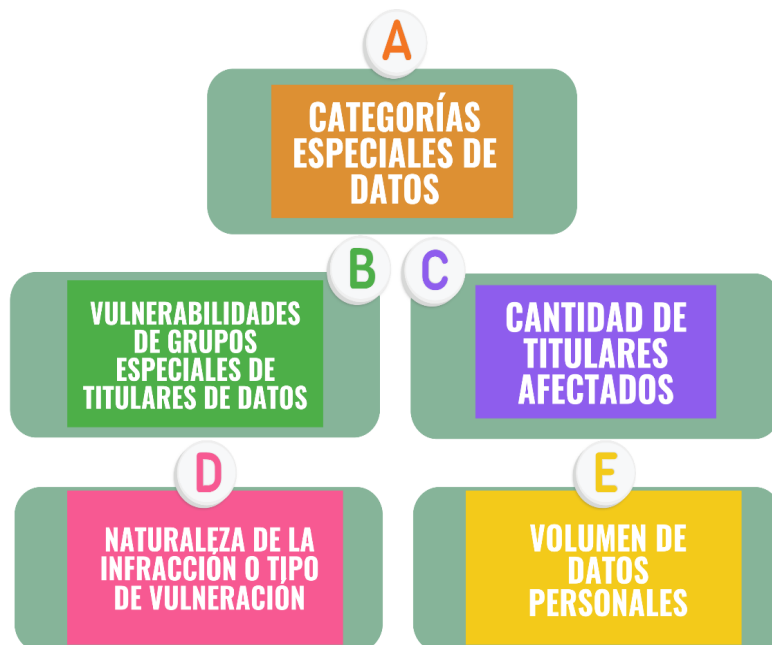 A
CATEGORÍAS
ESPECIALES DE
DATOS
B
VULNERABILIDADES
DE GRUPOS
ESPECIALES DE
TITULARES DE DATOS
C
CANTIDAD DE
TITULARES
AFECTADOS
D
NATURALEZA DE LA
INFRACCIÓN O TIPO
DE VULNERACIÓN
E
VOLUMEN DE
DATOS
PERSONALES